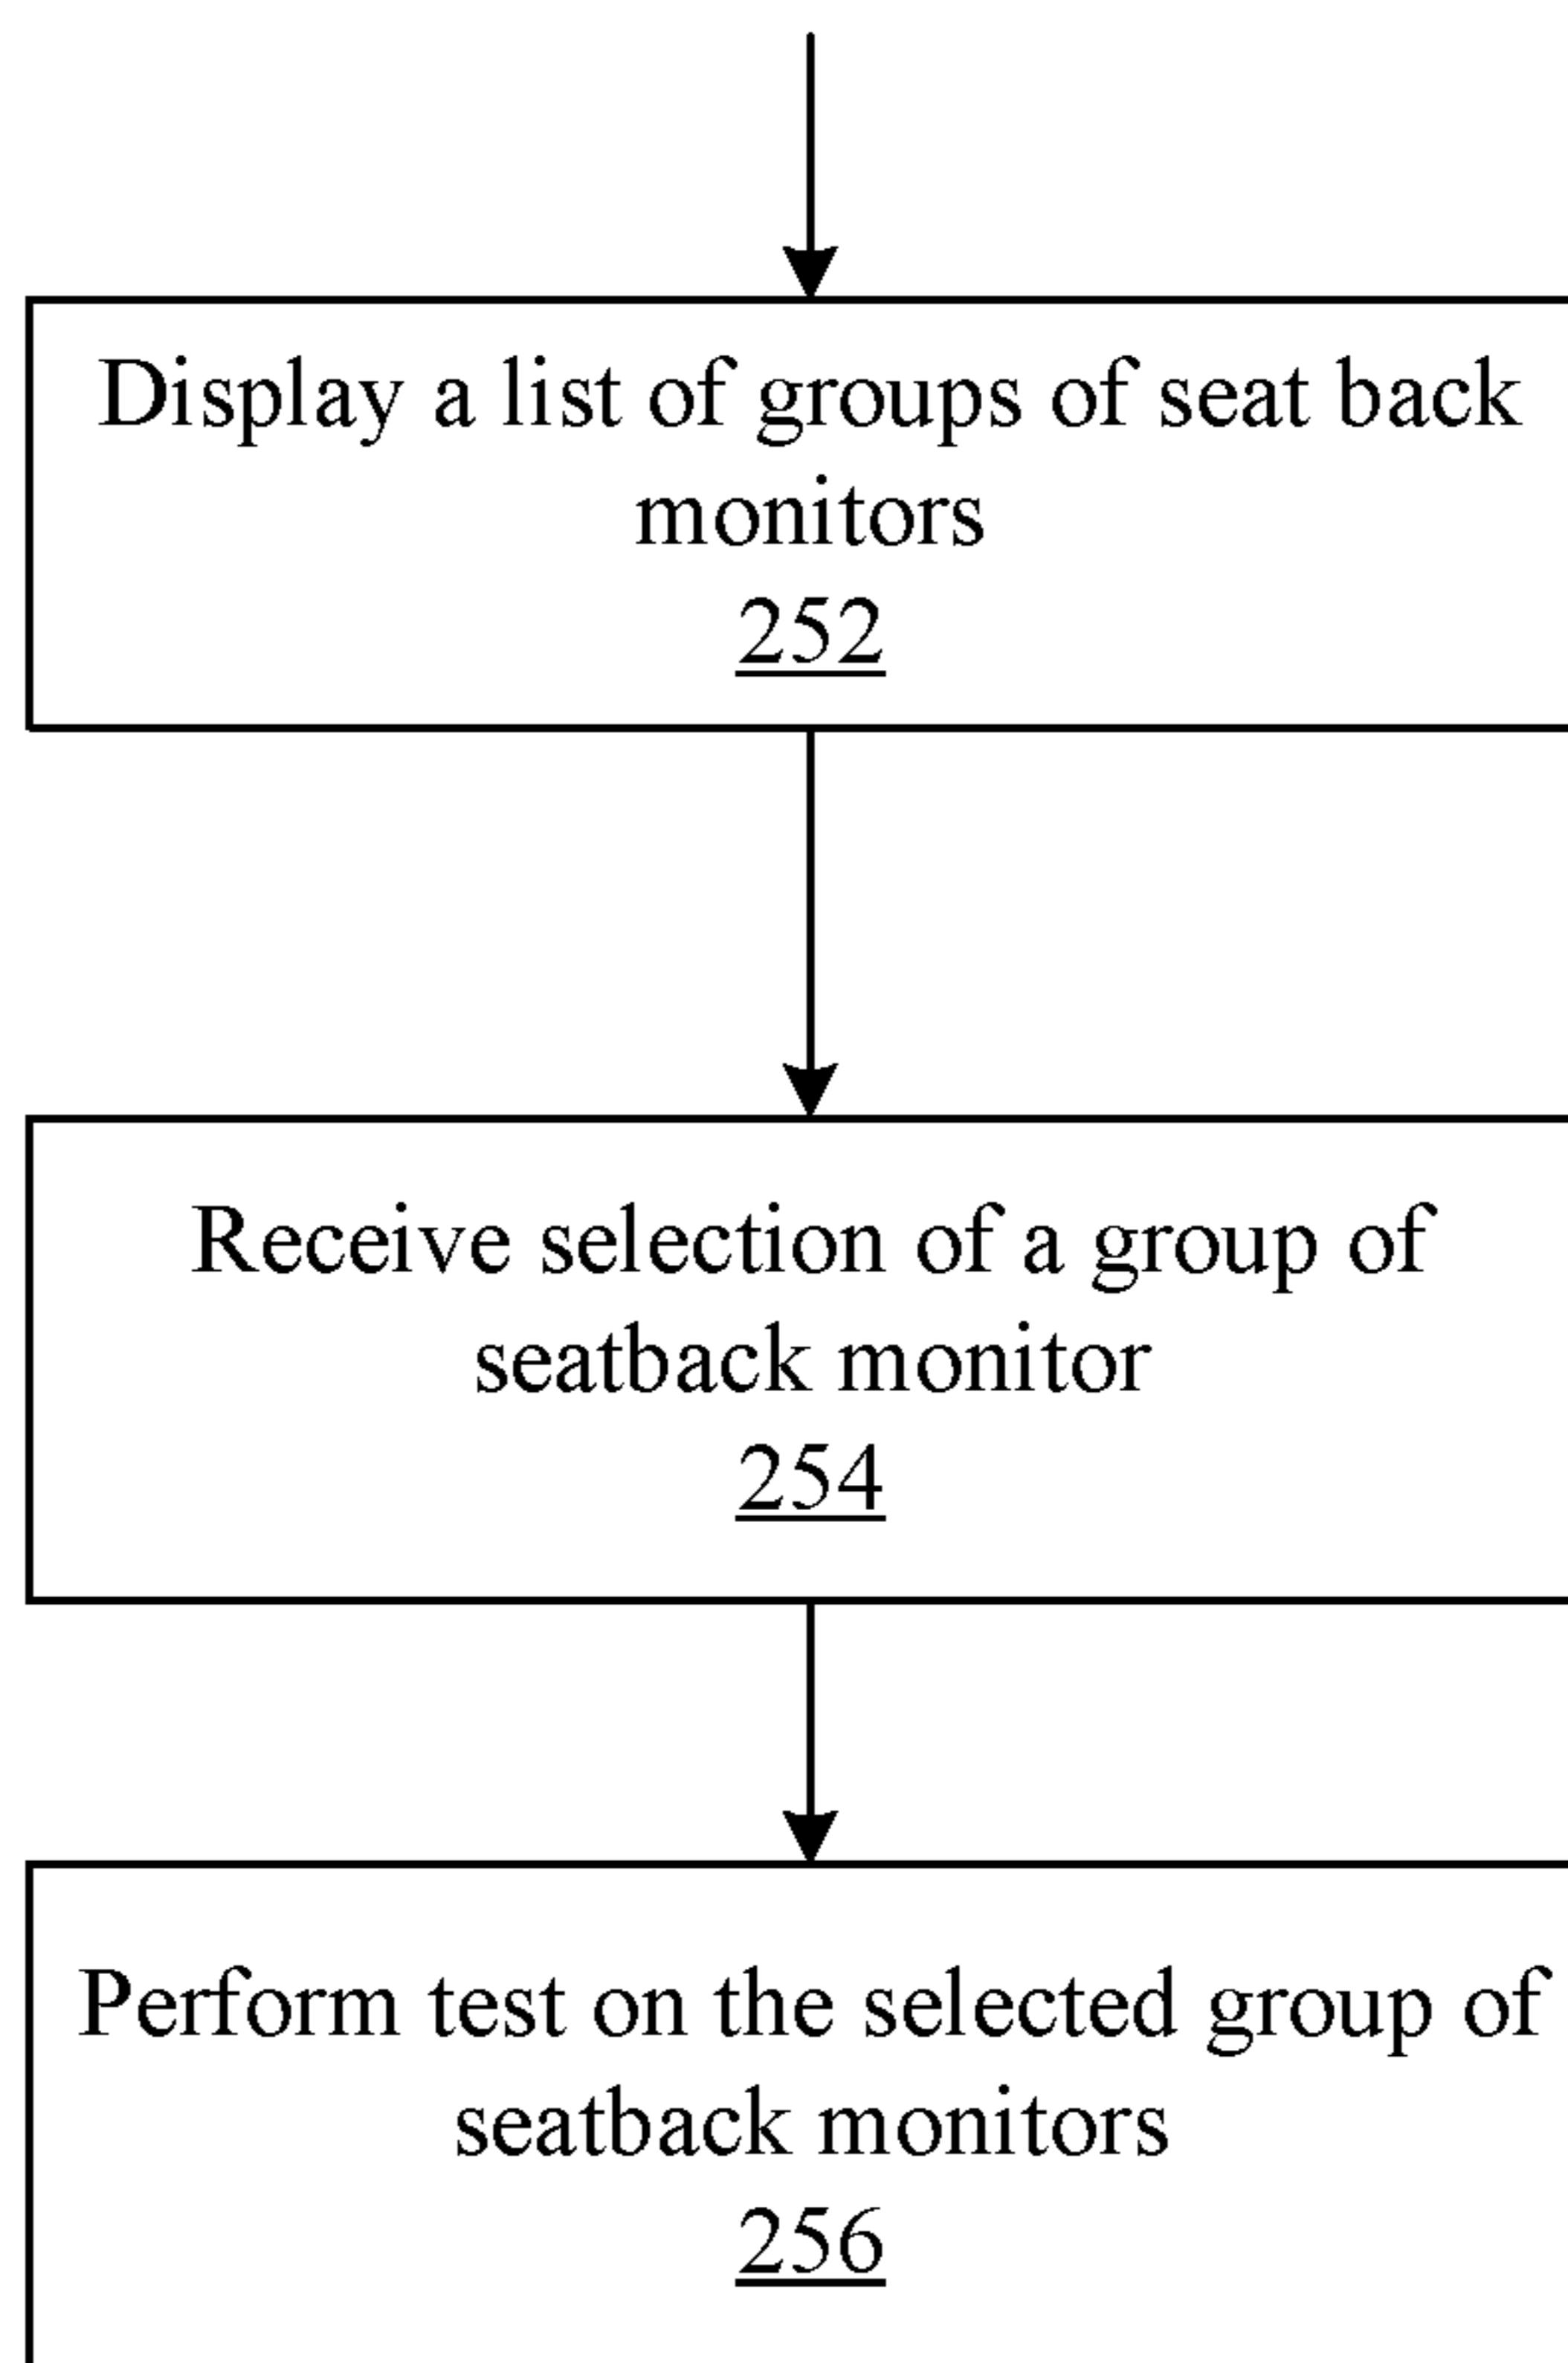 Display a list of groups of seat back
monitors
252
Receive selection of a group of
seatback monitor
254
Perform test on the selected group of
seatback monitors
256